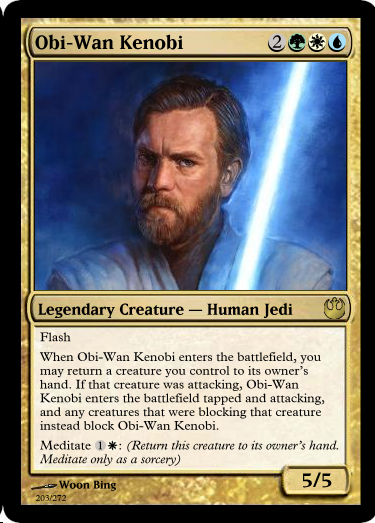 Obi-Wan Kenobi 2
Legendary Creature — Human Jedi
Flash
When Obi-Wan Kenobi enters the battlefield, you
may return a creature you control to its owner's
hand. If that creature was attacking, Obi-Wan
Kenobi enters the battlefield tapped and attacking,
and any creatures that were blocking that creature
instead block Obi-Wan Kenobi.
Meditate 1: (Return this creature to its owner's hand.
Meditate only as a sorcery)
5/5
Woon Bing
203/272